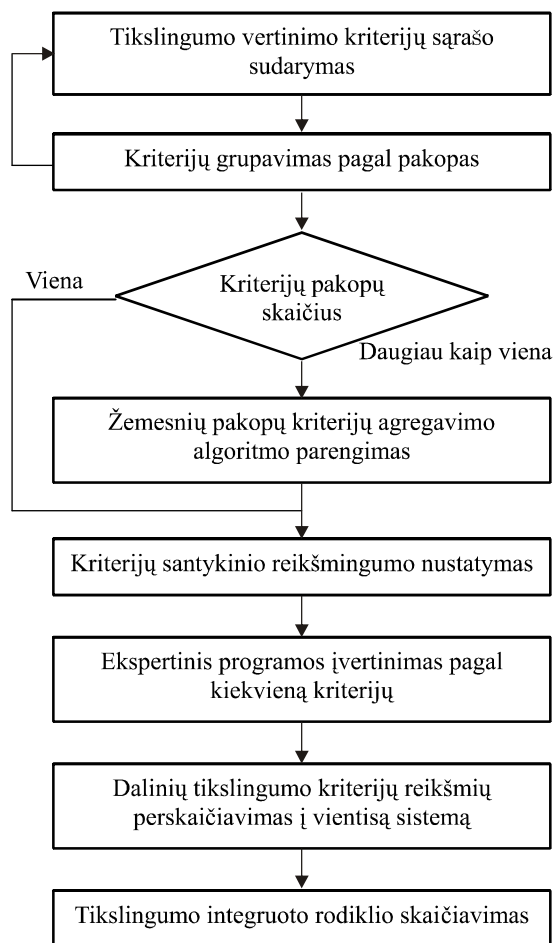 Tikslingumo vertinimo kriterijų sąrašo
sudarymas
Kriterijų grupavimas pagal pakopas
Viena
Kriterijų pakopų
skaičius
Daugiau kaip viena
Žemesnių pakopų kriterijų agregavimo
algoritmo parengimas
Kriterijų santykinio reikšmingumo nustatymas
Ekspertinis programos įvertinimas pagal
kiekvieną kriterijų
Dalinių tikslingumo kriterijų reikšmių
perskaičiavimas į vientisą sistemą
Tikslingumo integruoto rodiklio skaičiavimas